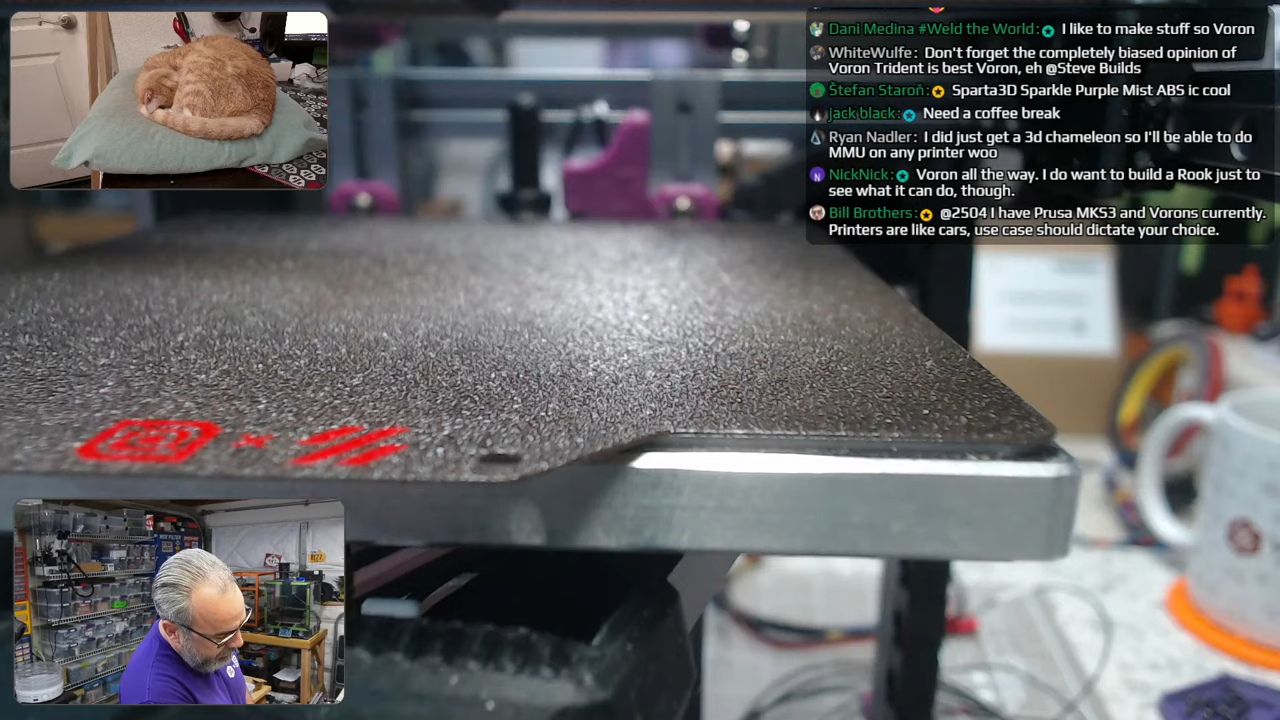 Dani Medina #Weld the World: I like to make stuff so Voron
WhiteWulfe: Don't forget the completely biased opinion of
Voron Trident is best Voron, eh @Steve Builds
Štefan Staroň: Sparta3D Sparkle Purple Mist ABS ic cool
jack black: Need a coffee break
Ryan Nadler: I did just get a 3d chameleon so I'll be able to do
MMU on any printer woo
N NickNick: Voron all the way. I do want to build a Rook just to
see what it can do, though.
Bill Brothers: @2504 I have Prusa MKS3 and Vorons currently.
Printers are like cars, use case should dictate your choice.